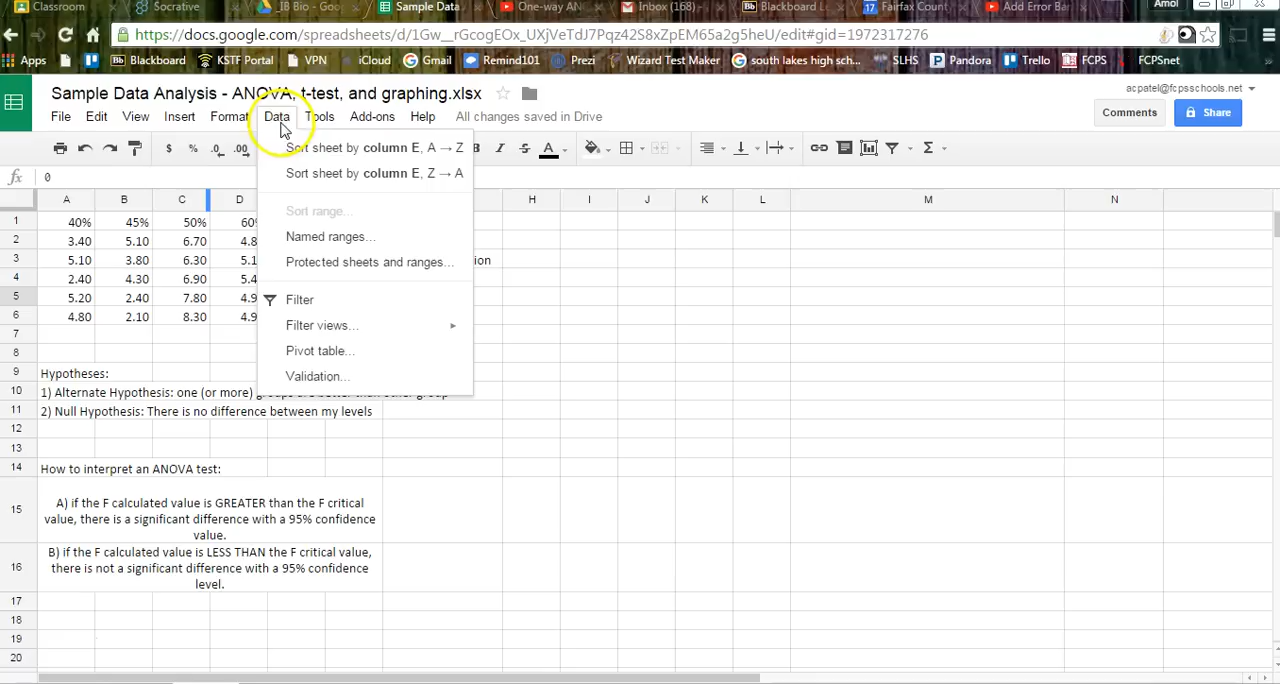 Classroom Socrative _IB Bio - Goo Sample Data One-way AN Inbox (168) - Blackboard Le Fairfax Count Add Error Bar Amol
https://docs.google.com/spreadsheets/d/1Gw__rGcogEOx_UXjVeTdJ7Pqz42S8xZpEM65a2g5heU/edit#gid=1972317276
Apps Blackboard KSTF Portal VPN iCloud Gmail Remind101 Prezi Wizard Test Maker south lakes high sch... SLHS Pandora Trello FCPS FCPSnet
Sample Data Analysis - ANOVA, t-test, and graphing.xlsx
acpatel@fcpsschools.net
File Edit View Insert Format Data Tools Add-ons Help All changes saved in Drive
Comments Share
$ % .0 .00 B I S A Σ
fx 0
A B C D H I J K L M N
1 40% 45% 50% 60%
2 3.40 5.10 6.70 4.8
3 5.10 3.80 6.30 5.1 ion
4 2.40 4.30 6.90 5.4
5 5.20 2.40 7.80 4.9
6 4.80 2.10 8.30 4.9
7
8
9 Hypotheses:
10 1) Alternate Hypothesis: one (or more) groups are better than other group
11 2) Null Hypothesis: There is no difference between my levels
12
13
14 How to interpret an ANOVA test:
A) if the F calculated value is GREATER than the F critical
15 value, there is a significant difference with a 95% confidence
value.
B) if the F calculated value is LESS THAN the F critical value,
16 there is not a significant difference with a 95% confidence
level.
17
18
19
20
Sort sheet by column E, A → Z
Sort sheet by column E, Z → A
Sort range...
Named ranges...
Protected sheets and ranges...
Filter
Filter views...
Pivot table...
Validation...